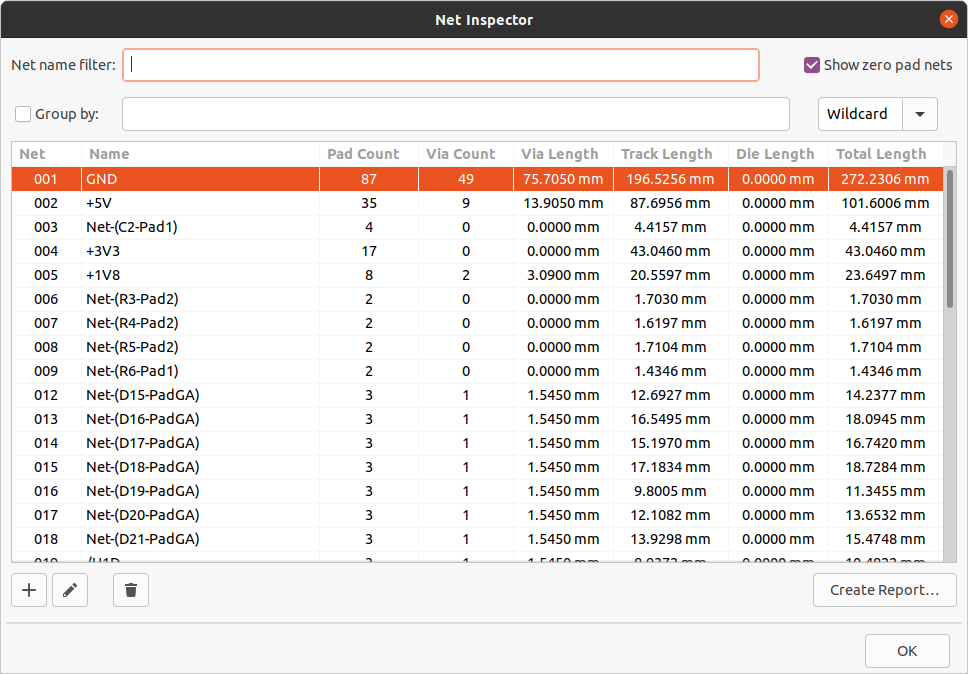 Net Inspector
Net name filter: Show zero pad nets
Group by: Wildcard
Net Name Pad Count Via Count Via Length Track Length Die Length Total Length
001 GND 87 49 75.7050 mm 196.5256 mm 0.0000 mm 272.2306 mm
002 +5V 35 9 13.9050 mm 87.6956 mm 0.0000 mm 101.6006 mm
003 Net-(C2-Pad1) 4 0 0.0000 mm 4.4157 mm 0.0000 mm 4.4157 mm
004 +3V3 17 0 0.0000 mm 43.0460 mm 0.0000 mm 43.0460 mm
005 +1V8 8 2 3.0900 mm 20.5597 mm 0.0000 mm 23.6497 mm
006 Net-(R3-Pad2) 2 0 0.0000 mm 1.7030 mm 0.0000 mm 1.7030 mm
007 Net-(R4-Pad2) 2 0 0.0000 mm 1.6197 mm 0.0000 mm 1.6197 mm
008 Net-(R5-Pad2) 2 0 0.0000 mm 1.7104 mm 0.0000 mm 1.7104 mm
009 Net-(R6-Pad1) 2 0 0.0000 mm 1.4346 mm 0.0000 mm 1.4346 mm
012 Net-(D15-PadGA) 3 1 1.5450 mm 12.6927 mm 0.0000 mm 14.2377 mm
013 Net-(D16-PadGA) 3 1 1.5450 mm 16.5495 mm 0.0000 mm 18.0945 mm
014 Net-(D17-PadGA) 3 1 1.5450 mm 15.1970 mm 0.0000 mm 16.7420 mm
015 Net-(D18-PadGA) 3 1 1.5450 mm 17.1834 mm 0.0000 mm 18.7284 mm
016 Net-(D19-PadGA) 3 1 1.5450 mm 9.8005 mm 0.0000 mm 11.3455 mm
017 Net-(D20-PadGA) 3 1 1.5450 mm 12.1082 mm 0.0000 mm 13.6532 mm
018 Net-(D21-PadGA) 3 1 1.5450 mm 13.9298 mm 0.0000 mm 15.4748 mm
Create Report...
OK